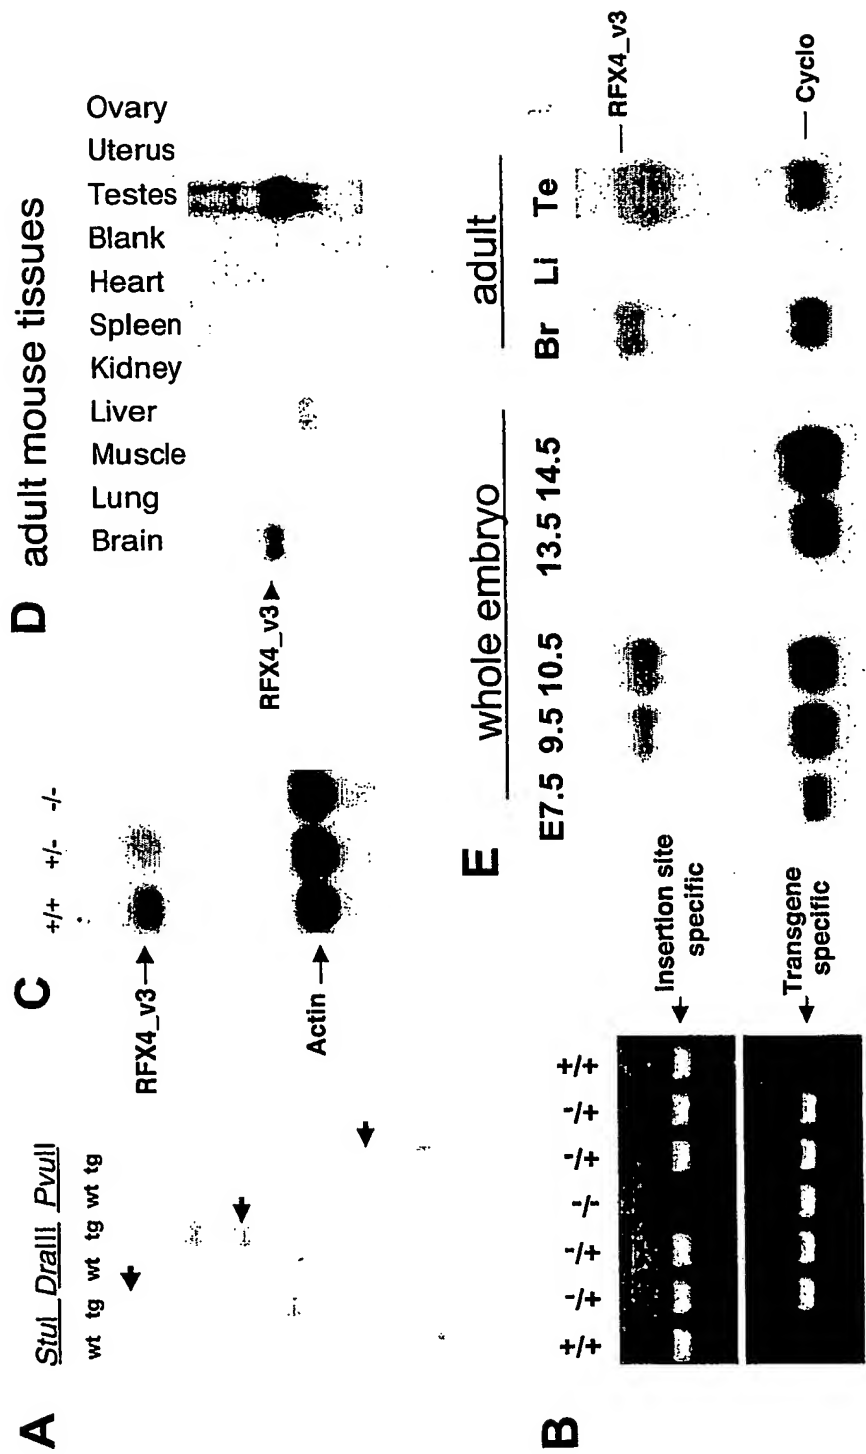 A
StuI DraIII PvuII
wt tg wt tg wt tg
B
+/+ -/+ -/+ -/- -/+ -/+ +/+
Insertion site
specific
Transgene
specific
C
+/+ +/- -/-
RFX4_v3
Actin
D adult mouse tissues
Brain
Lung
Muscle
Liver
Kidney
Spleen
Heart
Blank
Testes
Uterus
Ovary
RFX4_v3
E
whole embryo adult
E7.5 9.5 10.5 13.5 14.5 Br Li Te
RFX4_v3
Cyclo